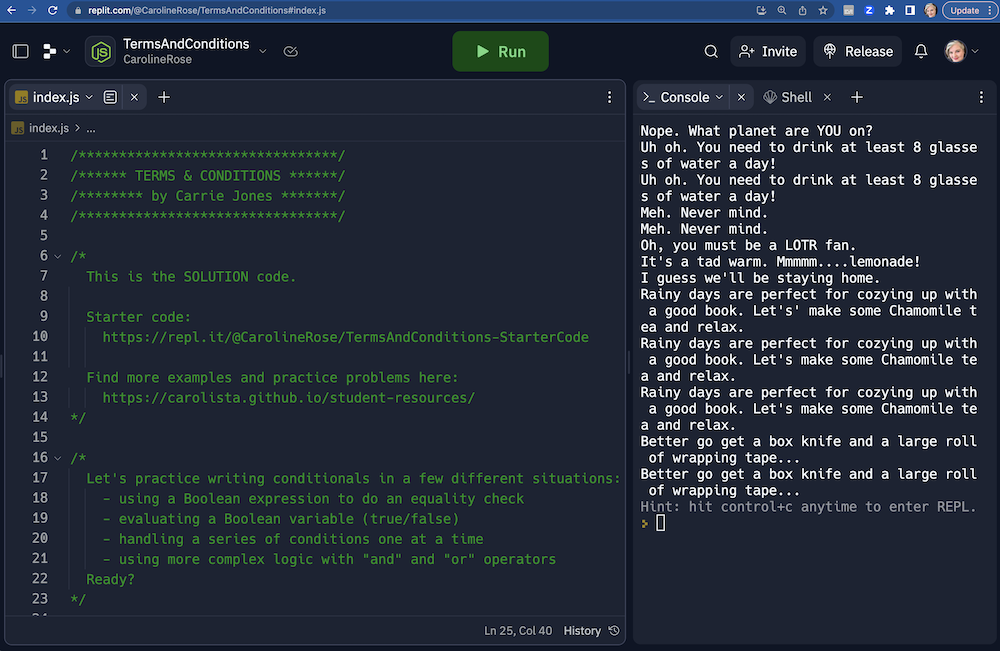 replit.com/@CarolineRose/TermsAndConditions#index.js
Update
JS
TermsAndConditions
CarolineRose
Run
Invite
Release
JS index.js
JS index.js > ...
1 /********************************/
2 /****** TERMS & CONDITIONS ******/
3 /******** by Carrie Jones *******/
4 /********************************/
5
6 /*
7 This is the SOLUTION code.
8
9 Starter code:
10 https://repl.it/@CarolineRose/TermsAndConditions-StarterCode
11
12 Find more examples and practice problems here:
13 https://carolista.github.io/student-resources/
14 */
15
16 /*
17 Let's practice writing conditionals in a few different situations:
18 - using a Boolean expression to do an equality check
19 - evaluating a Boolean variable (true/false)
20 - handling a series of conditions one at a time
21 - using more complex logic with "and" and "or" operators
22 Ready?
23 */
Ln 25, Col 40 History
>_ Console
Shell
Nope. What planet are YOU on?
Uh oh. You need to drink at least 8 glasse
s of water a day!
Uh oh. You need to drink at least 8 glasse
s of water a day!
Meh. Never mind.
Meh. Never mind.
Oh, you must be a LOTR fan.
It's a tad warm. Mmmmm....lemonade!
I guess we'll be staying home.
Rainy days are perfect for cozying up with
a good book. Let's' make some Chamomile t
ea and relax.
Rainy days are perfect for cozying up with
a good book. Let's make some Chamomile te
a and relax.
Rainy days are perfect for cozying up with
a good book. Let's make some Chamomile te
a and relax.
Better go get a box knife and a large roll
of wrapping tape...
Better go get a box knife and a large roll
of wrapping tape...
Hint: hit control+c anytime to enter REPL.
>